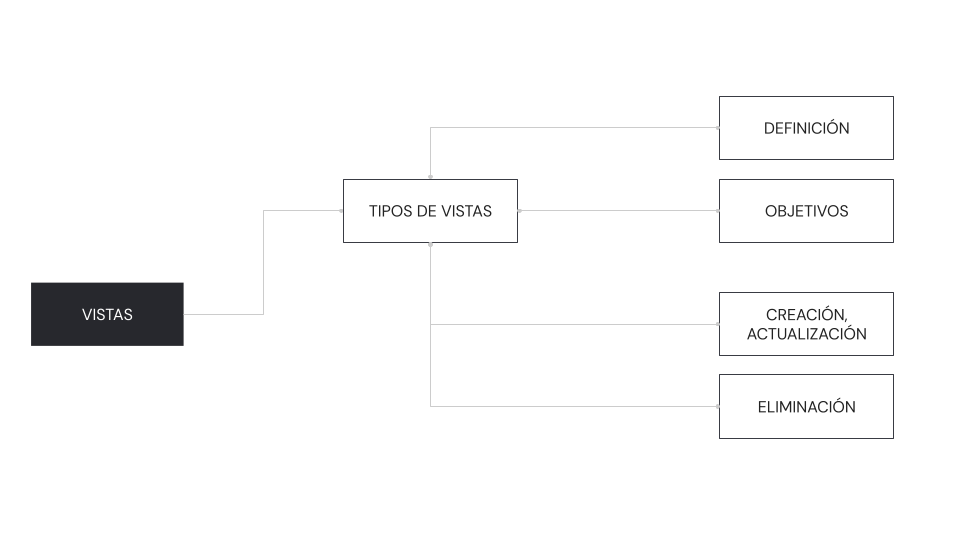 DEFINICIÓN
TIPOS DE VISTAS
OBJETIVOS
VISTAS
CREACIÓN,
ACTUALIZACIÓN
ELIMINACIÓN